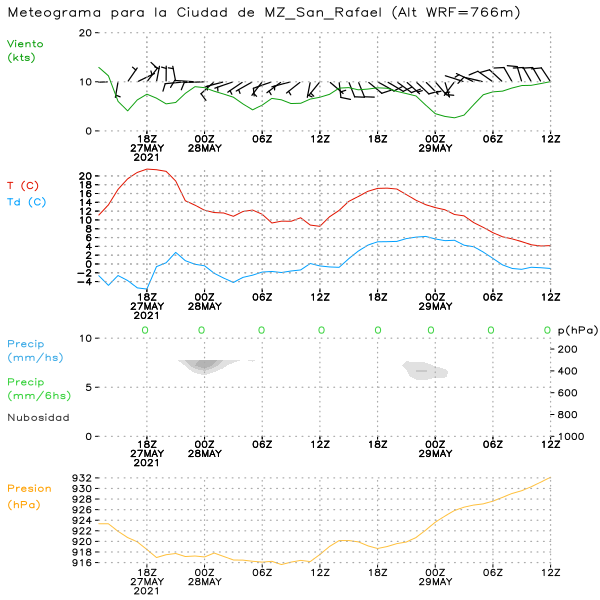 Meteograma para la Ciudad de MZ_San_Rafael (Alt WRF=766m)
Viento
(kts)
20
10
0
18Z 00Z 06Z 12Z 18Z 00Z 06Z 12Z
27MAY 28MAY 29MAY
2021
T (C)
Td (C)
20
18
16
14
12
10
8
6
4
2
0
-2
-4
18Z 00Z 06Z 12Z 18Z 00Z 06Z 12Z
27MAY 28MAY 29MAY
2021
0 0 0 0 0 0 0 0 p(hPa)
Precip
(mm/hs)
Precip
(mm/6hs)
Nubosidad
10
5
0
200
400
600
800
1000
18Z 00Z 06Z 12Z 18Z 00Z 06Z 12Z
27MAY 28MAY 29MAY
2021
Presion
(hPa)
932
930
928
926
924
922
920
918
916
18Z 00Z 06Z 12Z 18Z 00Z 06Z 12Z
27MAY 28MAY 29MAY
2021